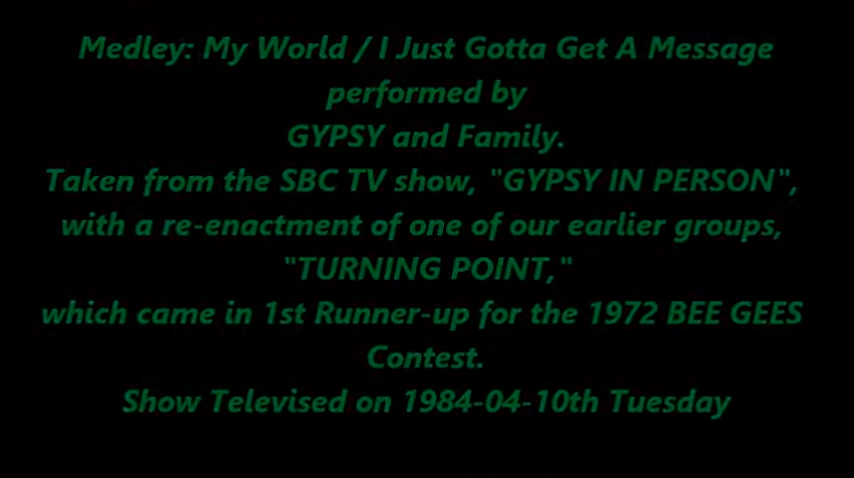 Medley: My World / I Just Gotta Get A Message
performed by
GYPSY and Family.
Taken from the SBC TV show, "GYPSY IN PERSON",
with a re-enactment of one of our earlier groups,
"TURNING POINT,"
which came in 1st Runner-up for the 1972 BEE GEES
Contest.
Show Televised on 1984-04-10th Tuesday